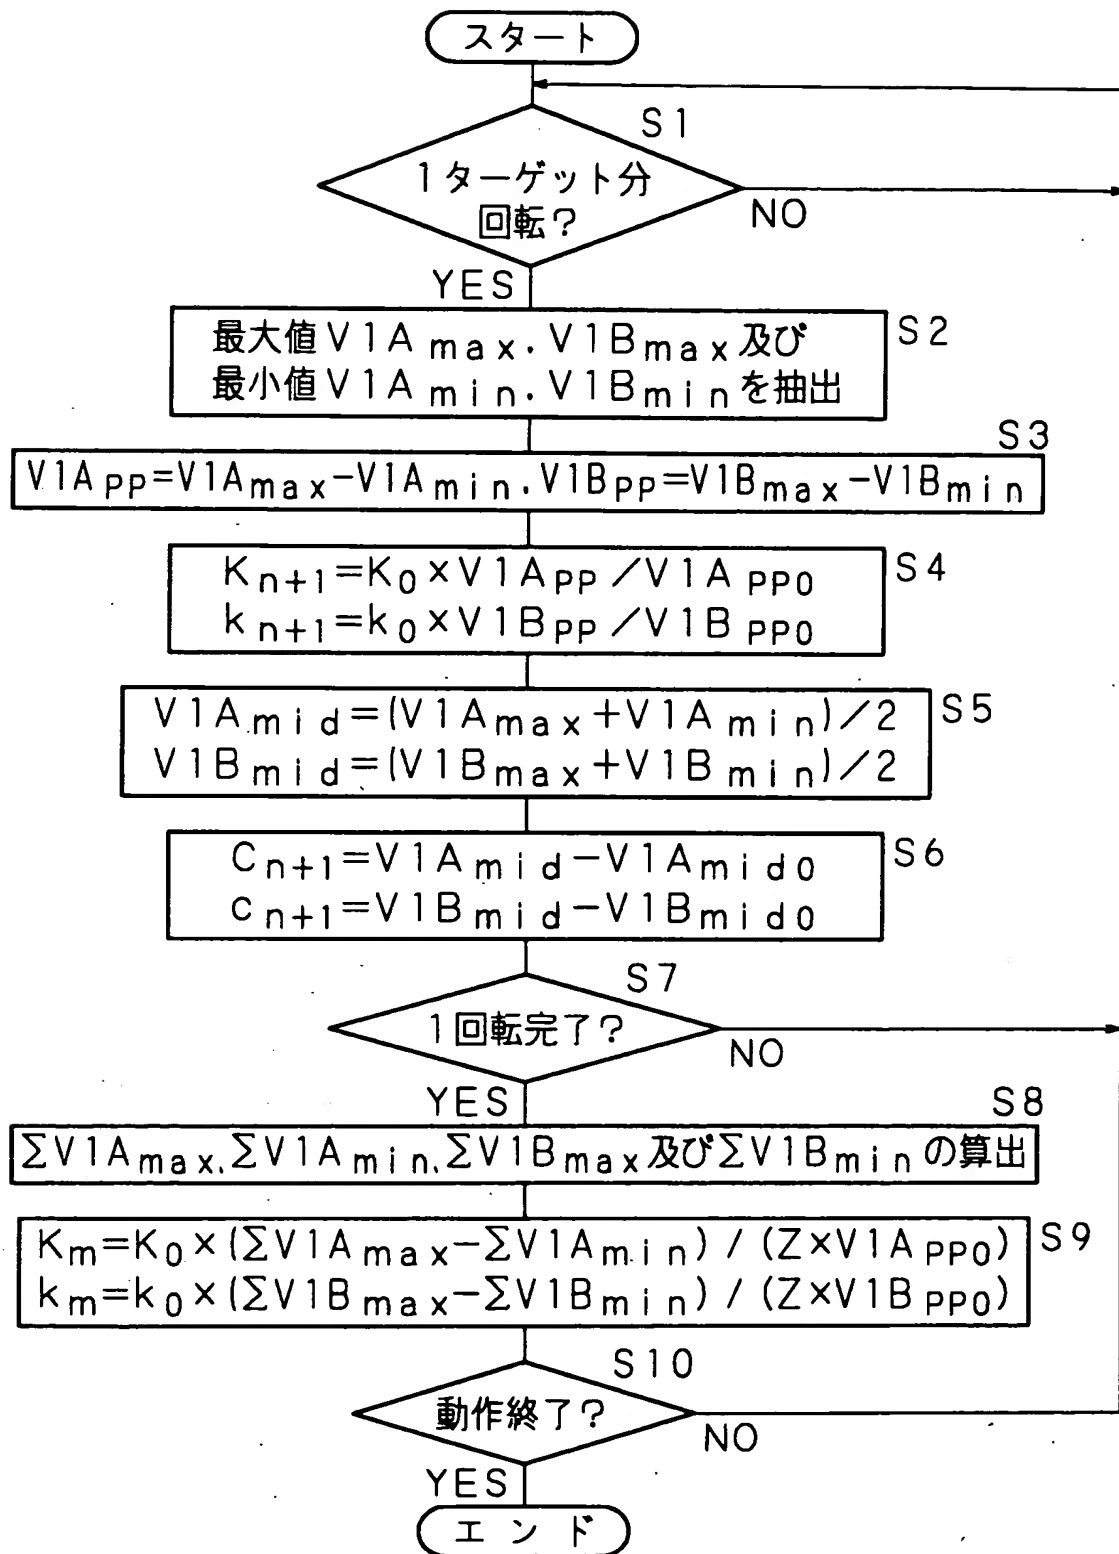 スタート
S1
1ターゲット分
回転?
NO
YES
S2
最大値V1Amax.V1Bmax及び
最小値V1Amin.V1Bminを抽出
S3
V1APP=V1Amax-V1Amin.V1BPP=V1Bmax-V1Bmin
S4
Kn+1=K0×V1APP/V1APP0
kn+1=k0×V1BPP/V1BPP0
S5
V1Amid=(V1Amax+V1Amin)/2
V1Bmid=(V1Bmax+V1Bmin)/2
S6
Cn+1=V1Amid-V1Amid0
cn+1=V1Bmid-V1Bmid0
S7
1回転完了?
NO
YES
S8
ΣV1Amax.ΣV1Amin.ΣV1Bmax及びΣV1Bminの算出
S9
Km=K0×(ΣV1Amax-ΣV1Amin)/(Z×V1APP0)
km=k0×(ΣV1Bmax-ΣV1Bmin)/(Z×V1BPP0)
S10
動作終了?
NO
YES
エンド